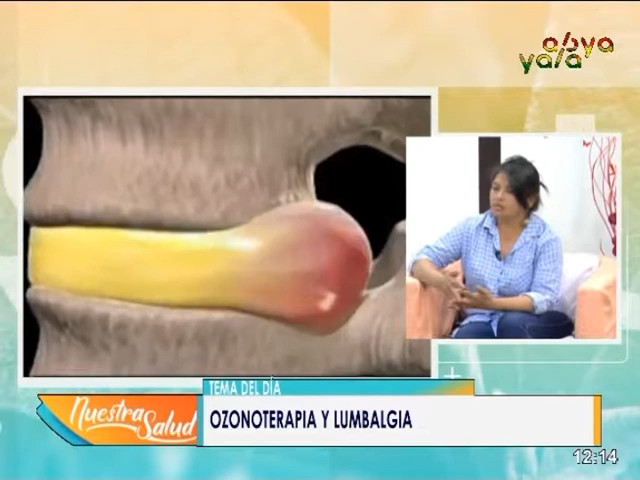 abya
yala
TEMA DEL DÍA
Nuestra Salud
OZONOTERAPIA Y LUMBALGIA
12:14